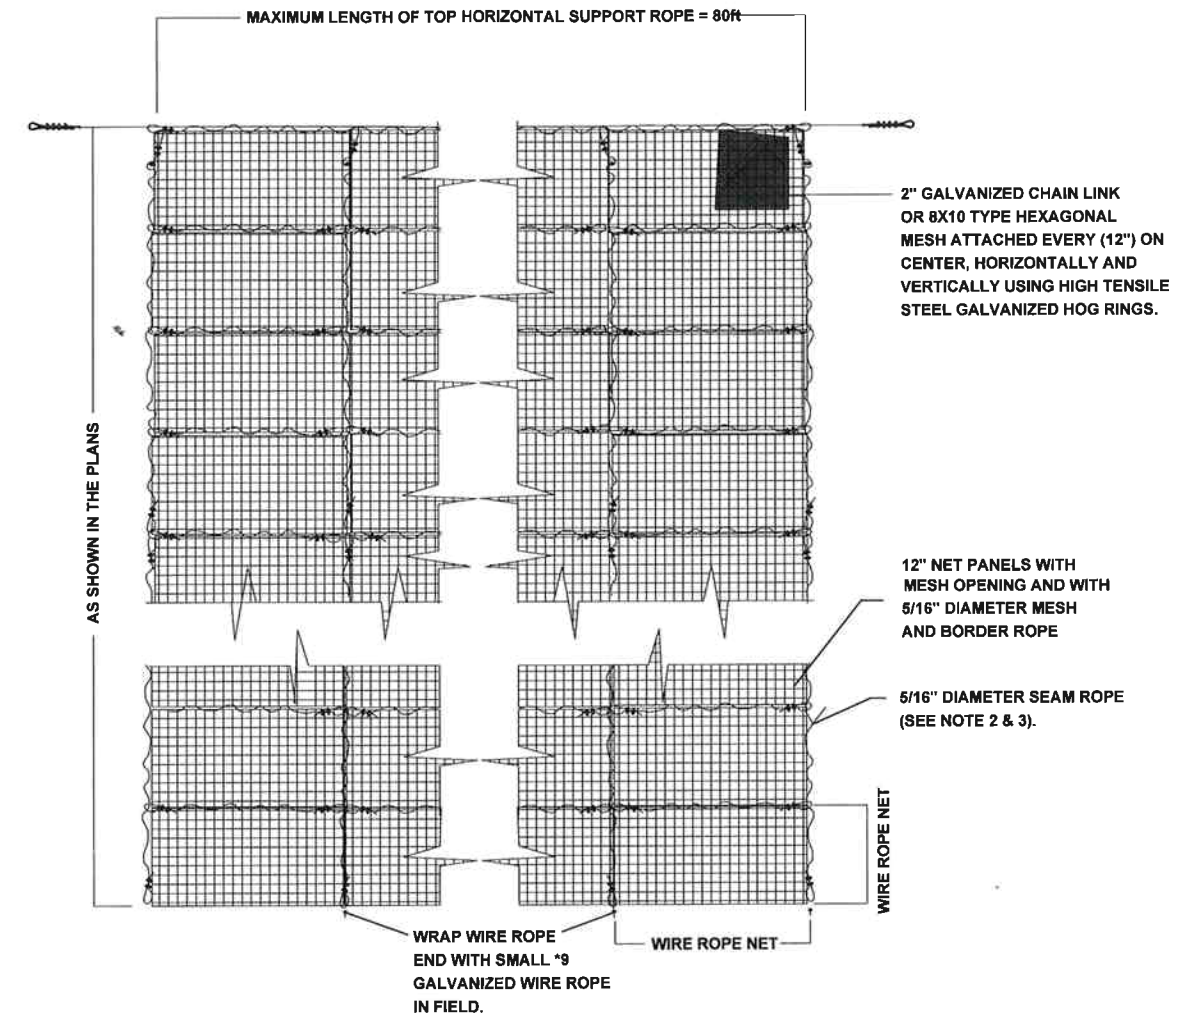 MAXIMUM LENGTH OF TOP HORIZONTAL SUPPORT ROPE = 80ft
2" GALVANIZED CHAIN LINK
OR 8X10 TYPE HEXAGONAL
MESH ATTACHED EVERY (12") ON
CENTER, HORIZONTALLY AND
VERTICALLY USING HIGH TENSILE
STEEL GALVANIZED HOG RINGS.
AS SHOWN IN THE PLANS
12" NET PANELS WITH
MESH OPENING AND WITH
5/16" DIAMETER MESH
AND BORDER ROPE
5/16" DIAMETER SEAM ROPE
(SEE NOTE 2 & 3).
WIRE ROPE NET
WRAP WIRE ROPE
END WITH SMALL *9
GALVANIZED WIRE ROPE
IN FIELD.
WIRE ROPE NET